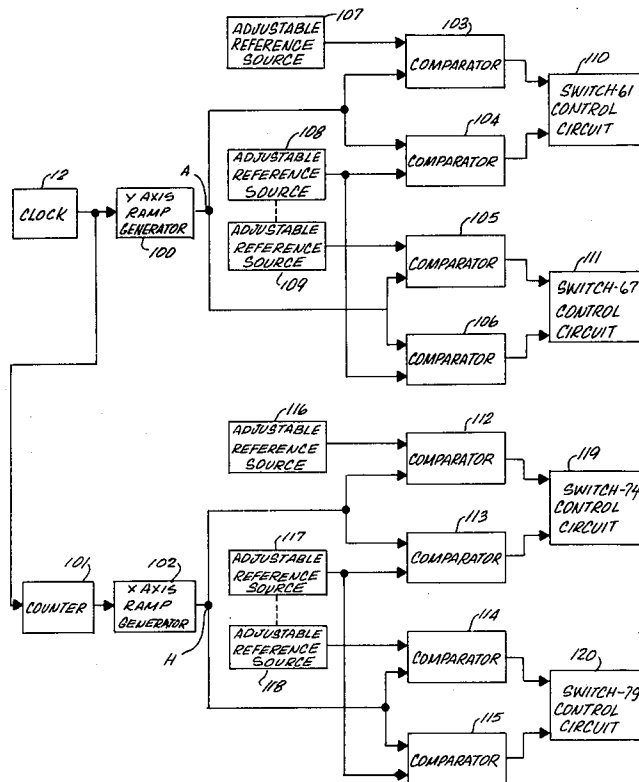 107
ADJUSTABLE
REFERENCE
SOURCE
103
COMPARATOR
110
SWITCH-61
CONTROL
CIRCUIT
108
ADJUSTABLE
REFERENCE
SOURCE
104
COMPARATOR
12
CLOCK
A
Y AXIS
RAMP
GENERATOR
100
ADJUSTABLE
REFERENCE
SOURCE
109
105
COMPARATOR
111
SWITCH-67
CONTROL
CIRCUIT
106
COMPARATOR
116
ADJUSTABLE
REFERENCE
SOURCE
112
COMPARATOR
119
SWITCH-74
CONTROL
CIRCUIT
117
ADJUSTABLE
REFERENCE
SOURCE
113
COMPARATOR
101
COUNTER
102
X AXIS
RAMP
GENERATOR
H
ADJUSTABLE
REFERENCE
SOURCE
118
114
COMPARATOR
120
SWITCH-79
CONTROL
CIRCUIT
115
COMPARATOR